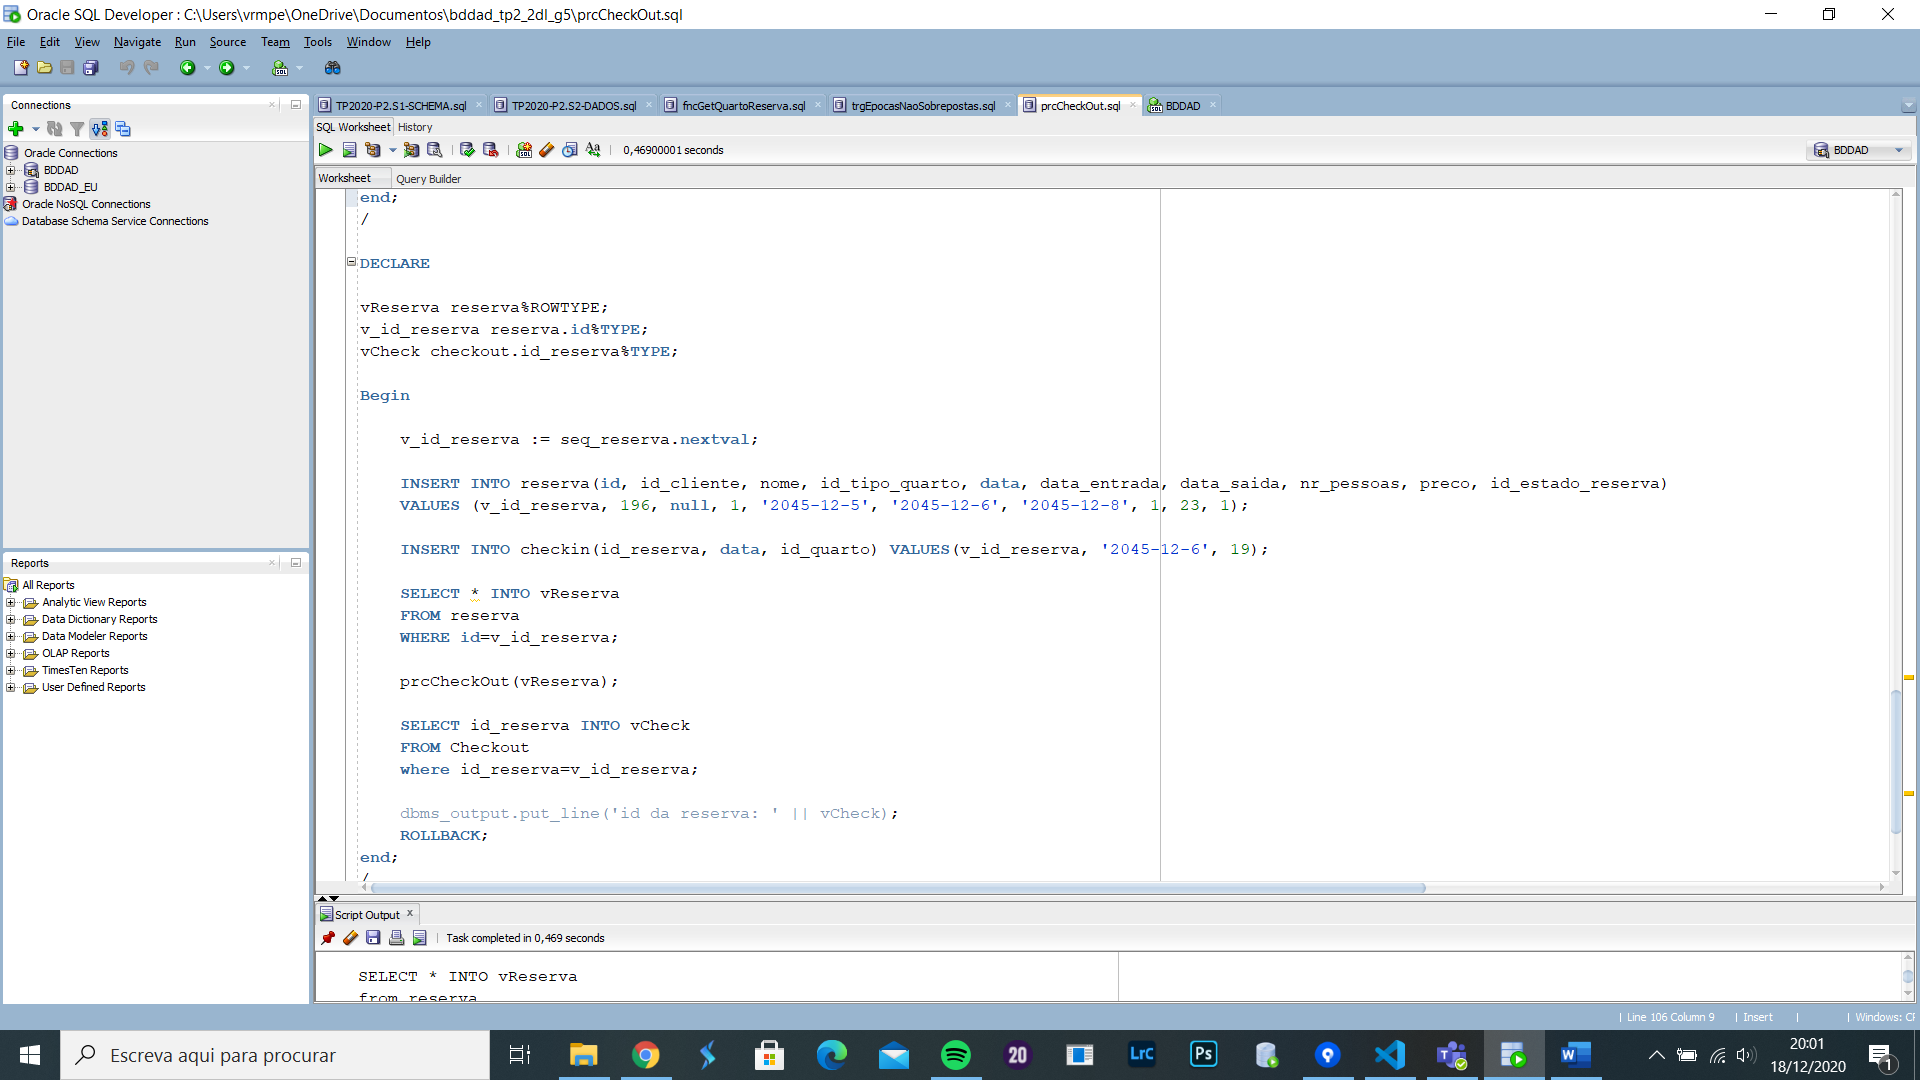 Oracle SQL Developer : C:\Users\vrmpe\OneDrive\Documentos\bddad_tp2_2dl_g5\prcCheckOut.sql
File Edit View Navigate Run Source Team Tools Window Help
Connections
Oracle Connections
BDDAD
BDDAD_EU
Oracle NoSQL Connections
Database Schema Service Connections
Reports
All Reports
Analytic View Reports
Data Dictionary Reports
Data Modeler Reports
OLAP Reports
TimesTen Reports
User Defined Reports
TP2020-P2.S1-SCHEMA.sql TP2020-P2.S2-DADOS.sql fncGetQuartoReserva.sql trgEpocasNaoSobrepostas.sql prcCheckOut.sql BDDAD
SQL Worksheet History
0,46900001 seconds
BDDAD
Worksheet Query Builder
end;
/
DECLARE
vReserva reserva%ROWTYPE;
v_id_reserva reserva.id%TYPE;
vCheck checkout.id_reserva%TYPE;
Begin
v_id_reserva := seq_reserva.nextval;
INSERT INTO reserva(id, id_cliente, nome, id_tipo_quarto, data, data_entrada, data_saida, nr_pessoas, preco, id_estado_reserva)
VALUES (v_id_reserva, 196, null, 1, '2045-12-5', '2045-12-6', '2045-12-8', 1, 23, 1);
INSERT INTO checkin(id_reserva, data, id_quarto) VALUES(v_id_reserva, '2045-12-6', 19);
SELECT * INTO vReserva
FROM reserva
WHERE id=v_id_reserva;
prcCheckOut(vReserva);
SELECT id_reserva INTO vCheck
FROM Checkout
where id_reserva=v_id_reserva;
dbms_output.put_line('id da reserva: ' || vCheck);
ROLLBACK;
end;
/
Script Output
Task completed in 0,469 seconds
SELECT * INTO vReserva
from reserva
Line 106 Column 9 Insert Windows: CF
Escreva aqui para procurar
20
LrC
Ps
20:01
18/12/2020
1